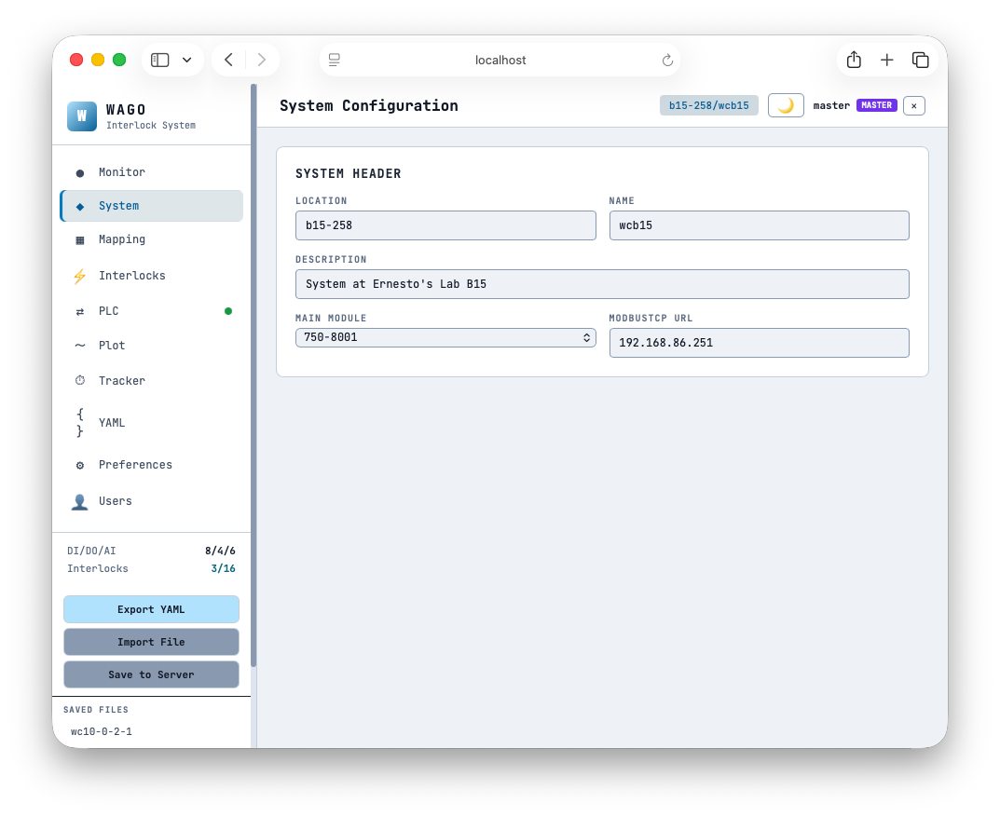 localhost
W
WAGO
Interlock System
Monitor
System
Mapping
Interlocks
PLC
Plot
Tracker
{ }
YAML
Preferences
Users
DI/DO/AI 8/4/6
Interlocks 3/16
Export YAML
Import File
Save to Server
SAVED FILES
wc10-0-2-1
System Configuration
b15-258/wcb15
master MASTER ×
SYSTEM HEADER
LOCATION NAME
b15-258 wcb15
DESCRIPTION
System at Ernesto's Lab B15
MAIN MODULE MODBUSTCP URL
750-8001 192.168.86.251